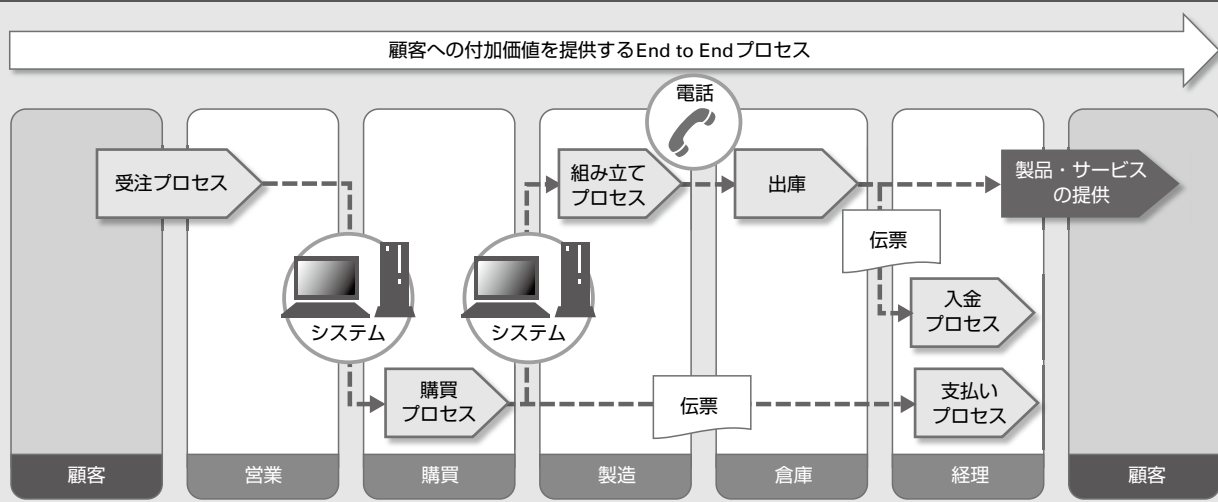 顧客への付加価値を提供するEnd to Endプロセス
電話
受注プロセス
組み立て
プロセス
出庫
製品・サービス
の提供
伝票
システム
システム
入金
プロセス
購買
プロセス
伝票
支払い
プロセス
顧客
営業
購買
製造
倉庫
経理
顧客